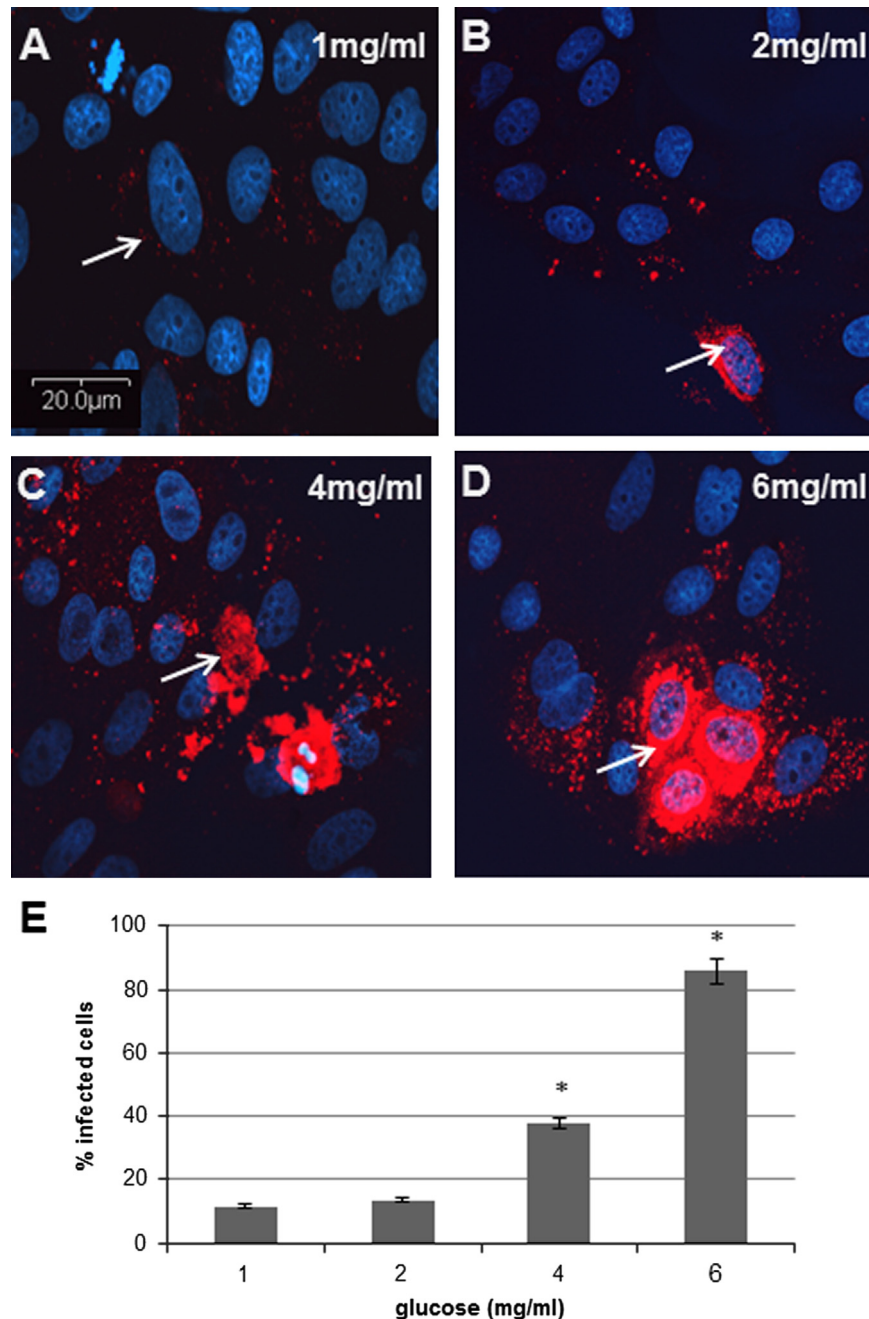 A 1mg/ml
B 2mg/ml
20.0µm
C 4mg/ml
D 6mg/ml
E
100
80
60
40
20
0
% infected cells
*
*
1 2 4 6
glucose (mg/ml)